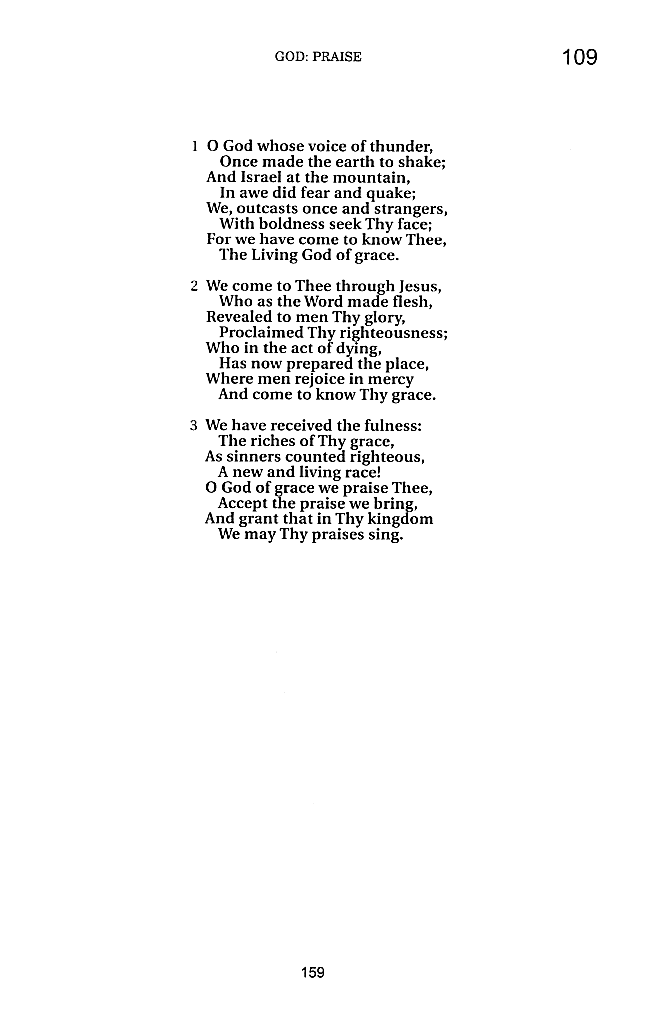 GOD: PRAISE 109
1 O God whose voice of thunder,
Once made the earth to shake;
And Israel at the mountain,
In awe did fear and quake;
We, outcasts once and strangers,
With boldness seek Thy face;
For we have come to know Thee,
The Living God of grace.
2 We come to Thee through Jesus,
Who as the Word made flesh,
Revealed to men Thy glory,
Proclaimed Thy righteousness;
Who in the act of dying,
Has now prepared the place,
Where men rejoice in mercy
And come to know Thy grace.
3 We have received the fulness:
The riches of Thy grace,
As sinners counted righteous,
A new and living race!
O God of grace we praise Thee,
Accept the praise we bring,
And grant that in Thy kingdom
We may Thy praises sing.
159